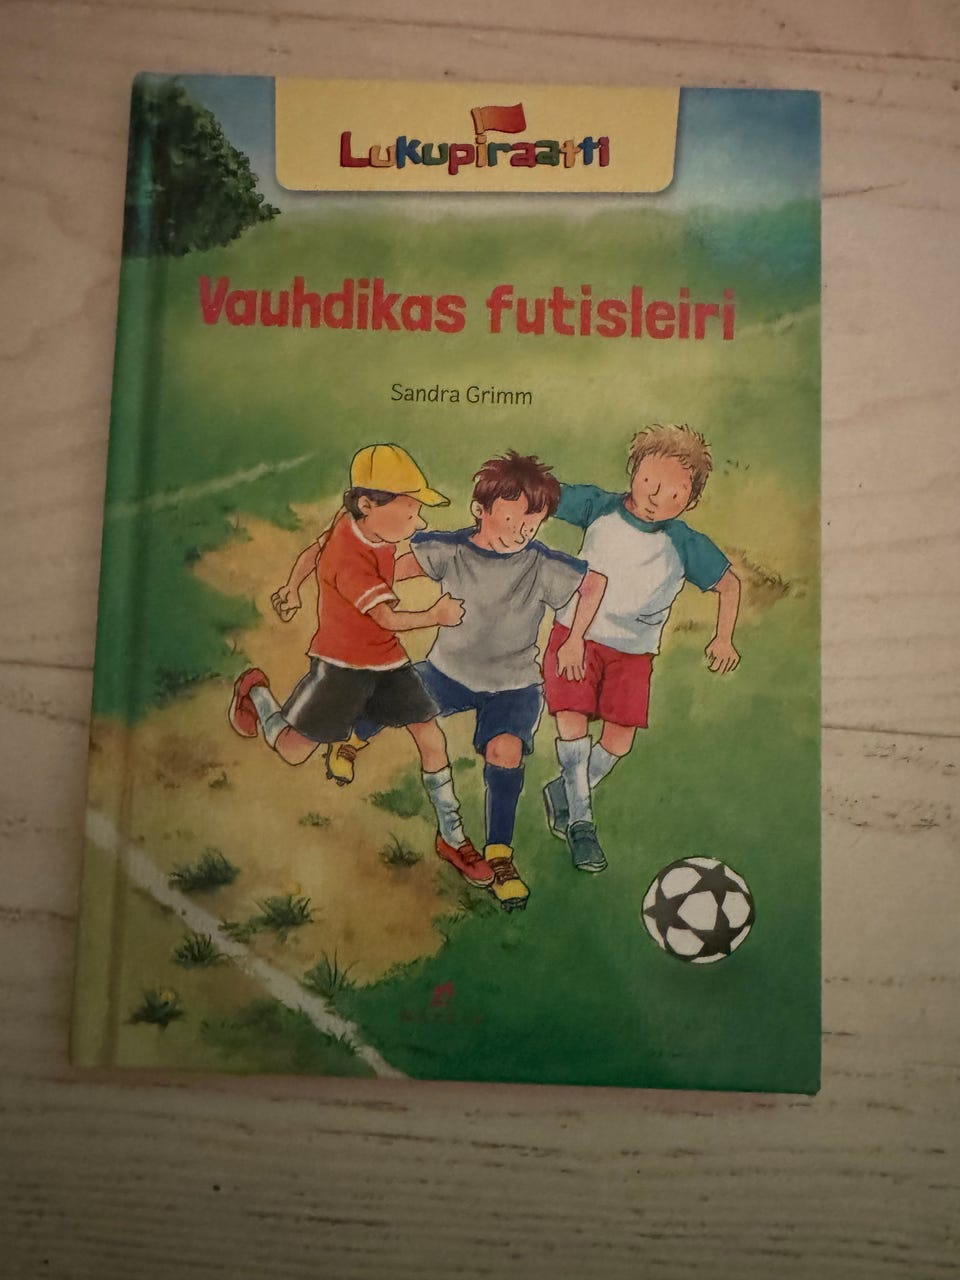 Lukupiraatti
Vauhdikas futisleiri
Sandra Grimm